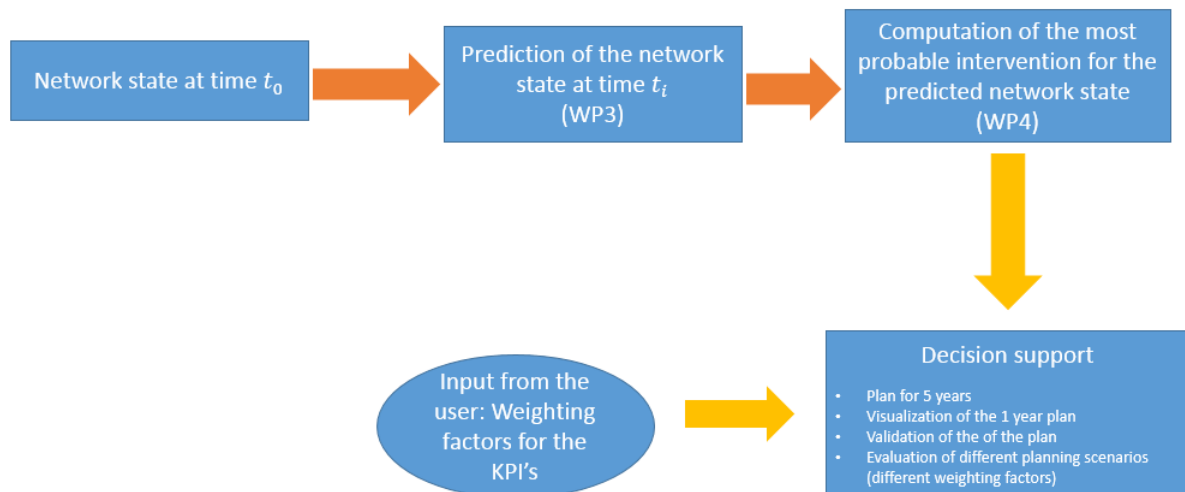 Network state at time t₀
Prediction of the network
state at time tᵢ
(WP3)
Computation of the most
probable intervention for the
predicted network state
(WP4)
Input from the
user: Weighting
factors for the
KPI's
Decision support
• Plan for 5 years
• Visualization of the 1 year plan
• Validation of the of the plan
• Evaluation of different planning scenarios
(different weighting factors)